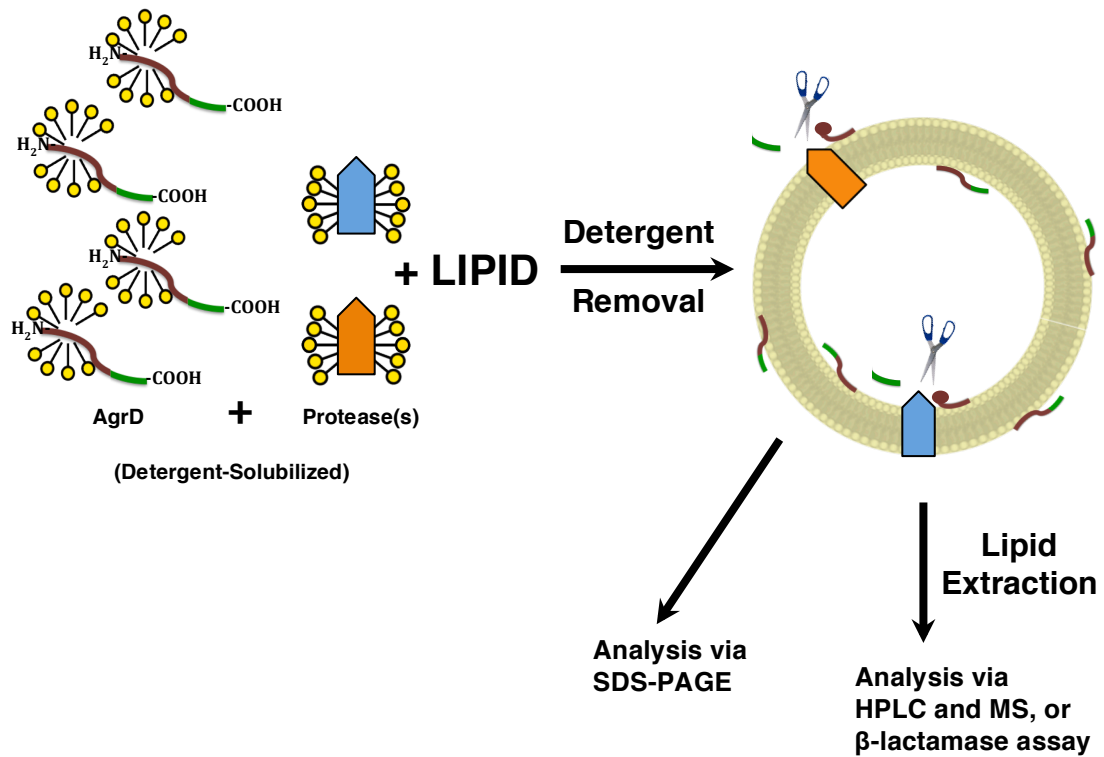 H2N-
-COOH
H2N-
-COOH
H2N-
-COOH
H2N-
-COOH
AgrD
+
Protease(s)
(Detergent-Solubilized)
+ LIPID
Detergent
Removal
Lipid
Extraction
Analysis via
SDS-PAGE
Analysis via
HPLC and MS, or
β-lactamase assay